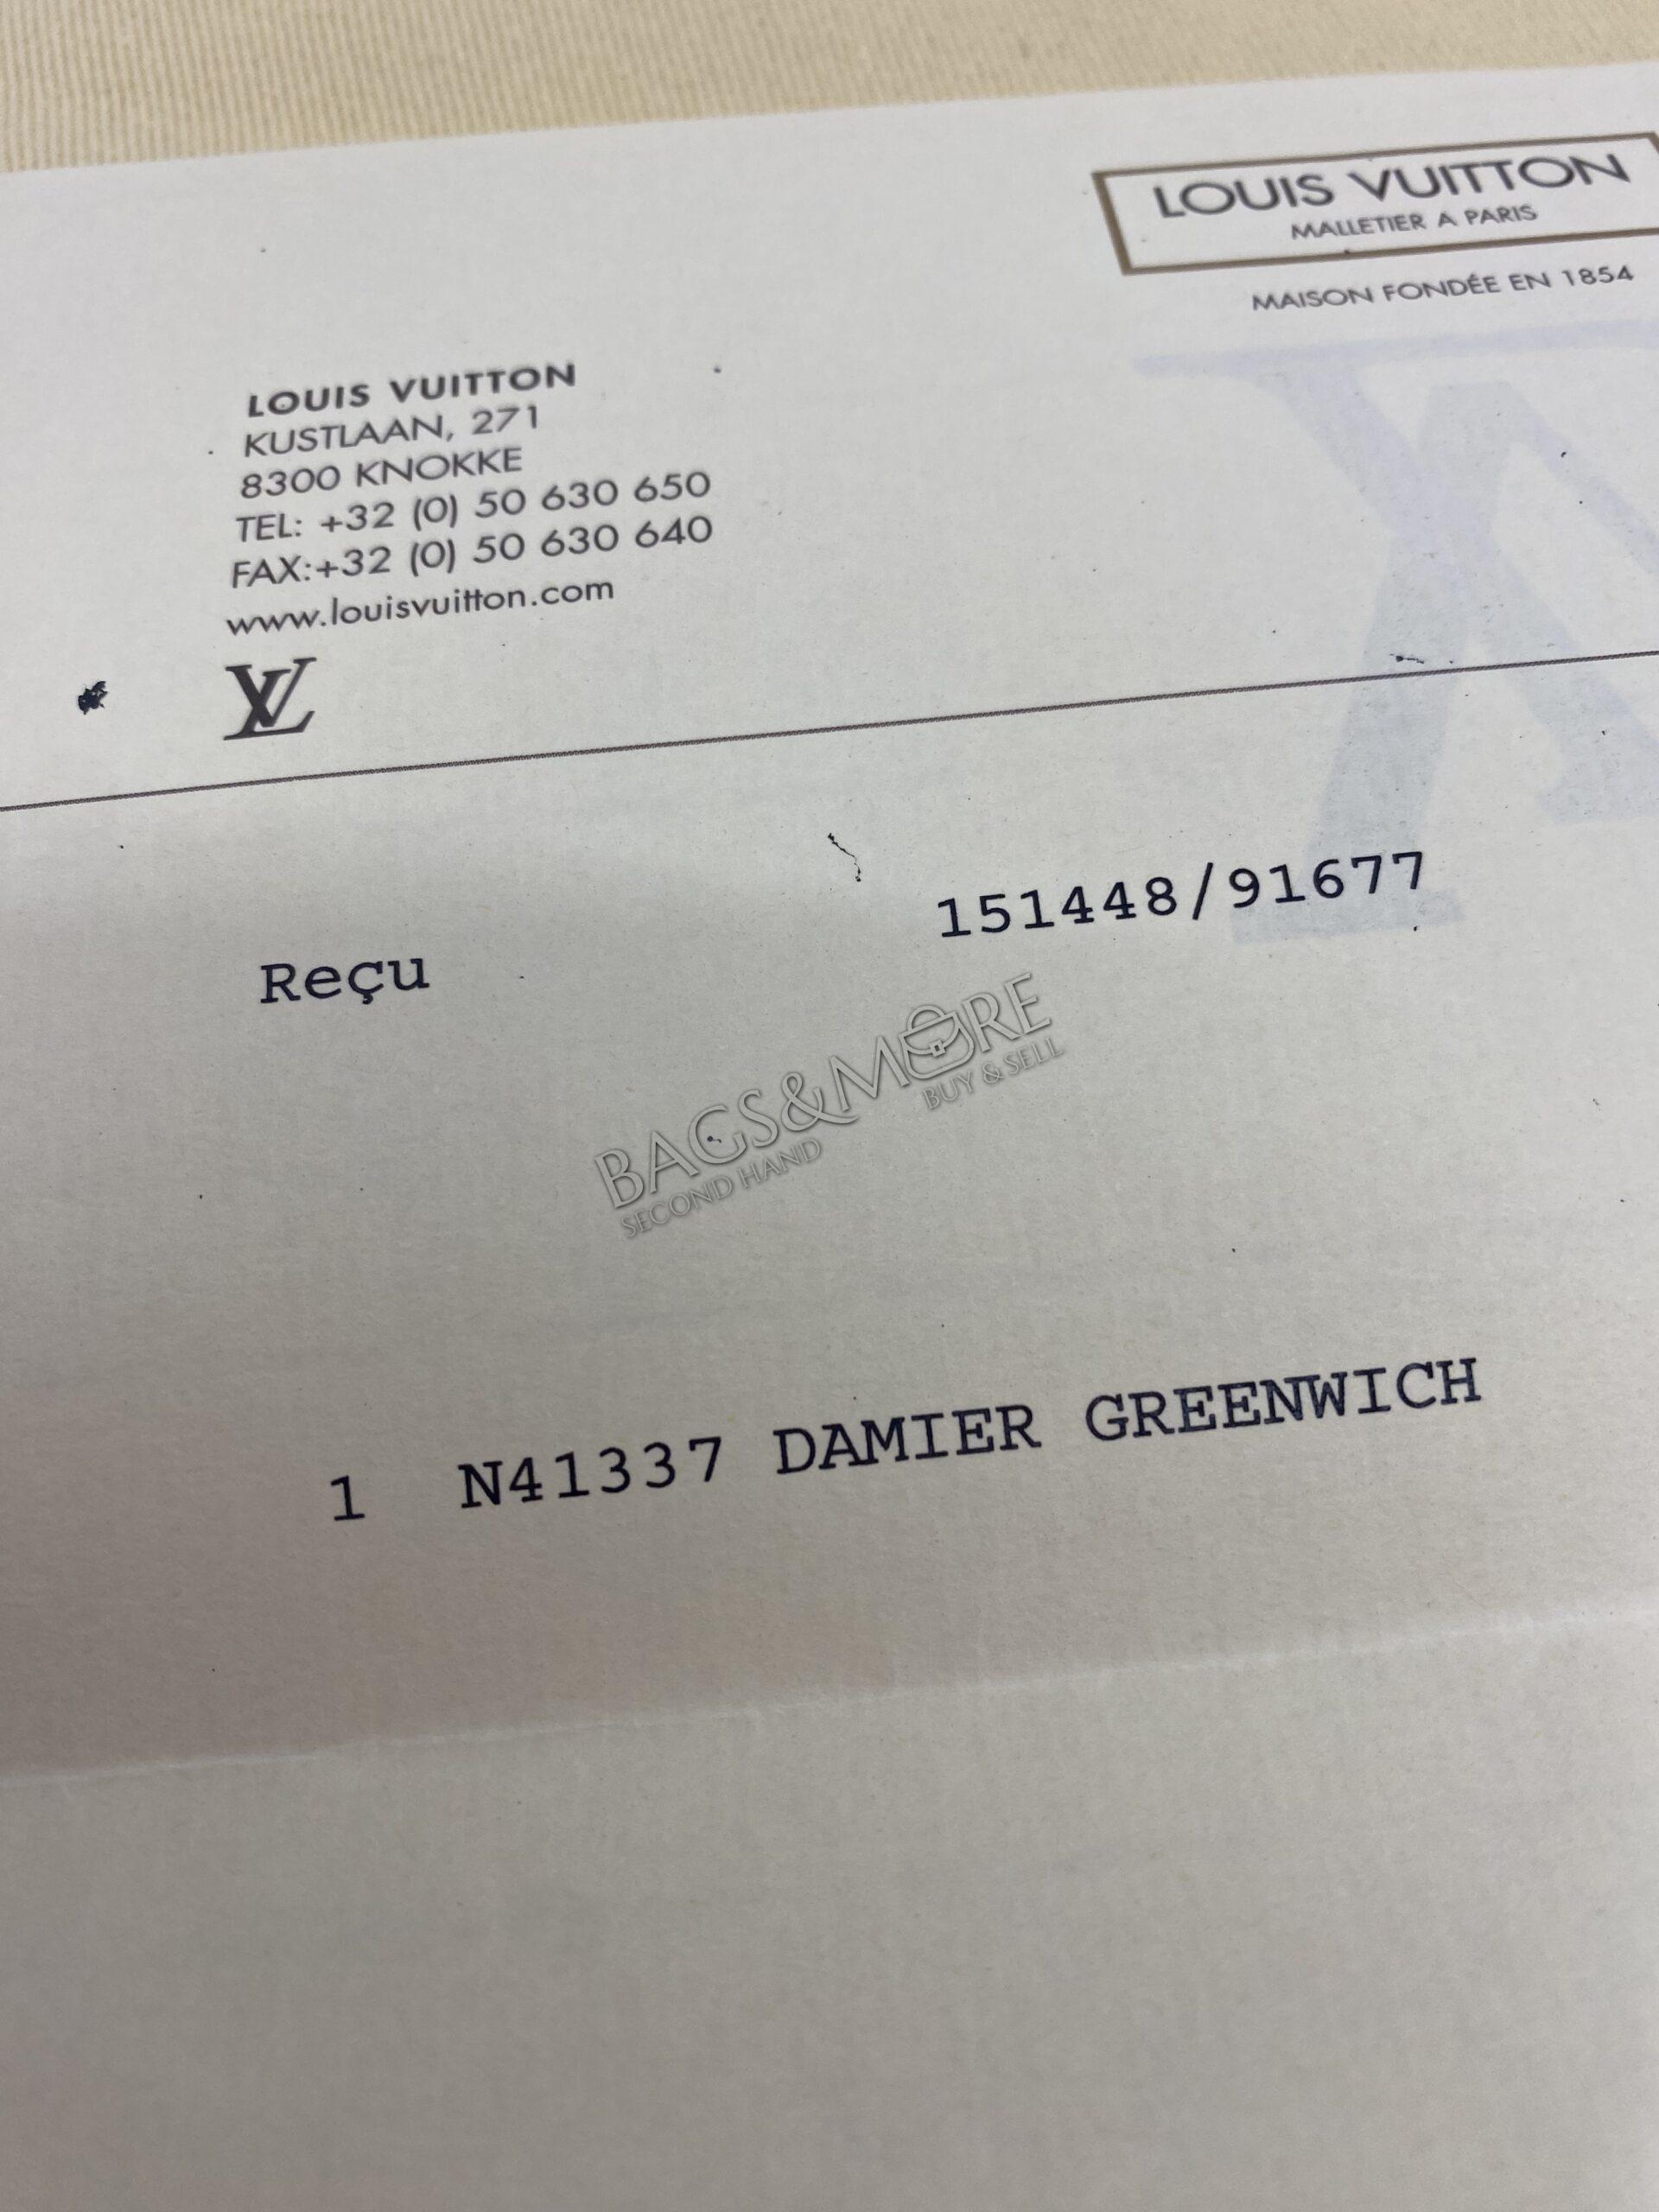 LOUIS VUITTON
MALLETIER A PARIS
MAISON FONDÉE EN 1854
LOUIS VUITTON
KUSTLAAN, 271
8300 KNOKKE
TEL: +32 (0) 50 630 650
FAX:+32 (0) 50 630 640
www.louisvuitton.com
LV
Reçu 151448/91677
BAGS&MORE
SECOND HAND BUY & SELL
1 N41337 DAMIER GREENWICH